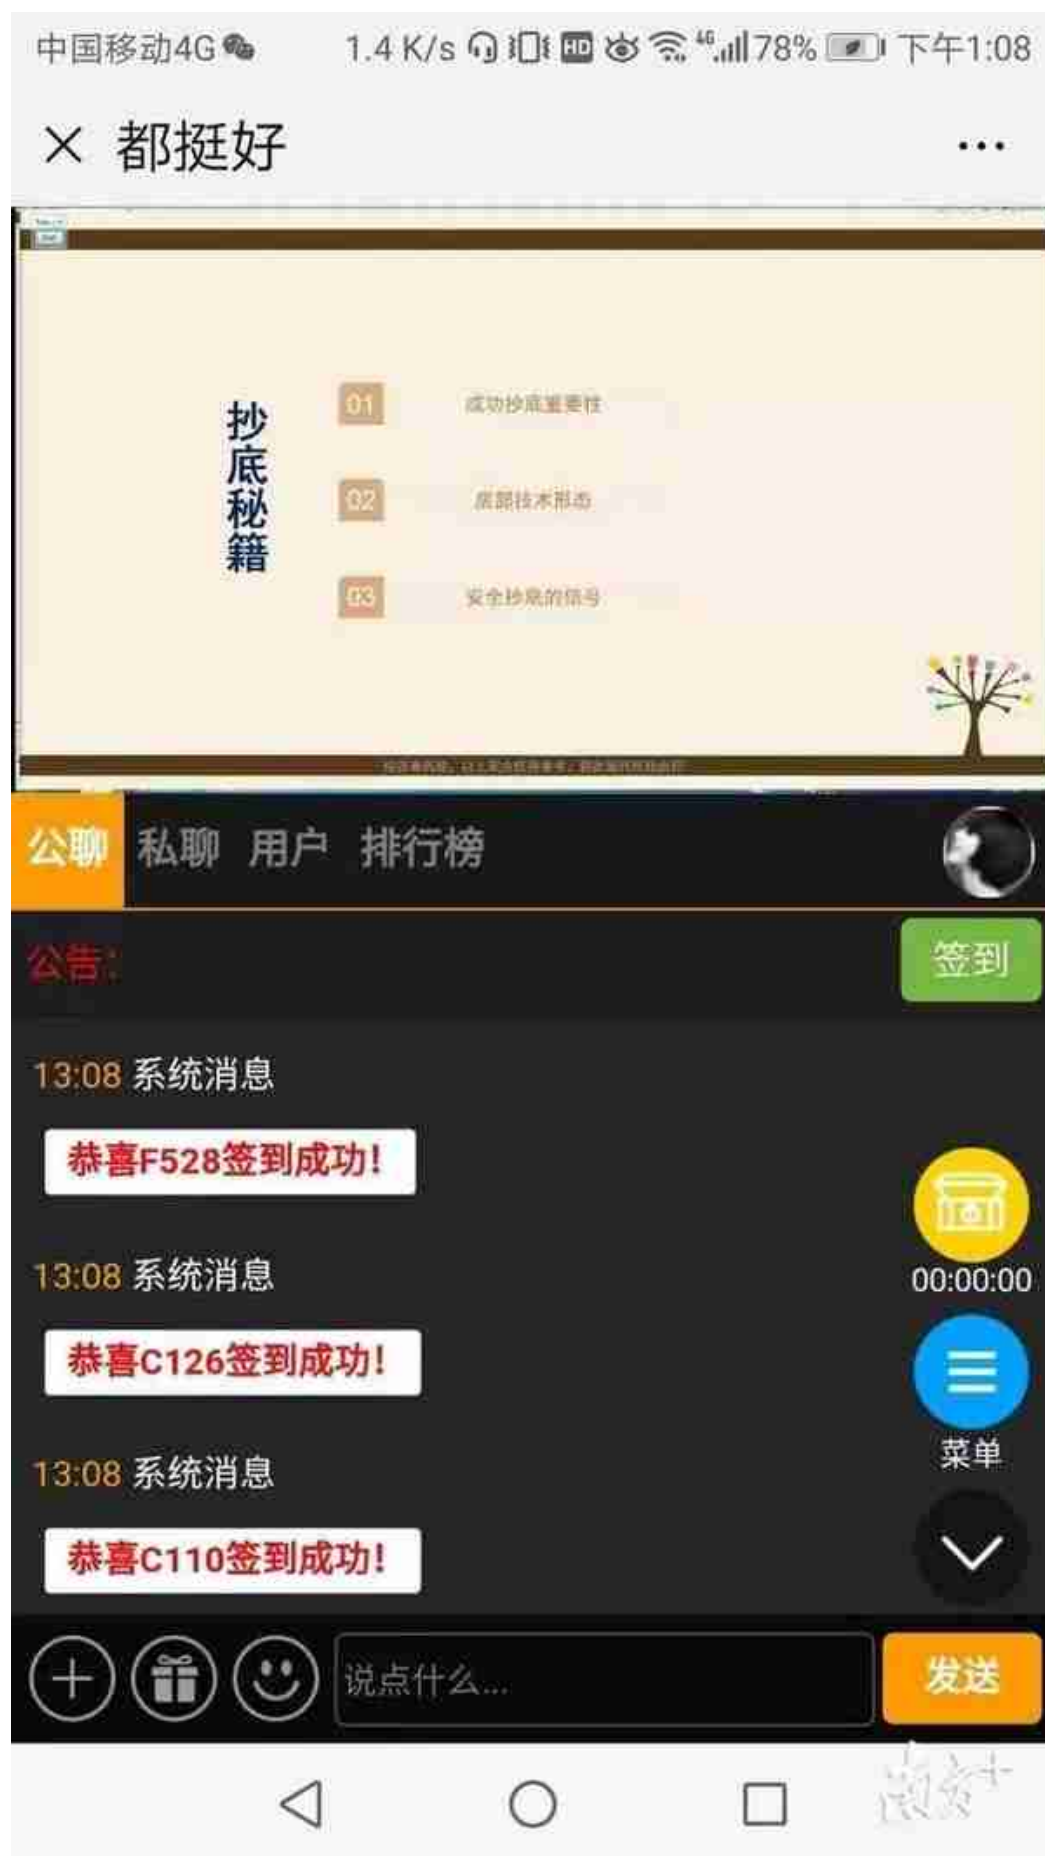 中国移动4G 1.4 K/s HD 4G 78% 下午1:08
都挺好
抄底秘籍
01 成功抄底重要性
02 底部技术形态
03 安全抄底的信号
公聊 私聊 用户 排行榜
公告:
签到
13:08 系统消息
恭喜F528签到成功!
13:08 系统消息
恭喜C126签到成功!
00:00:00
菜单
13:08 系统消息
恭喜C110签到成功!
说点什么...
发送
南方+